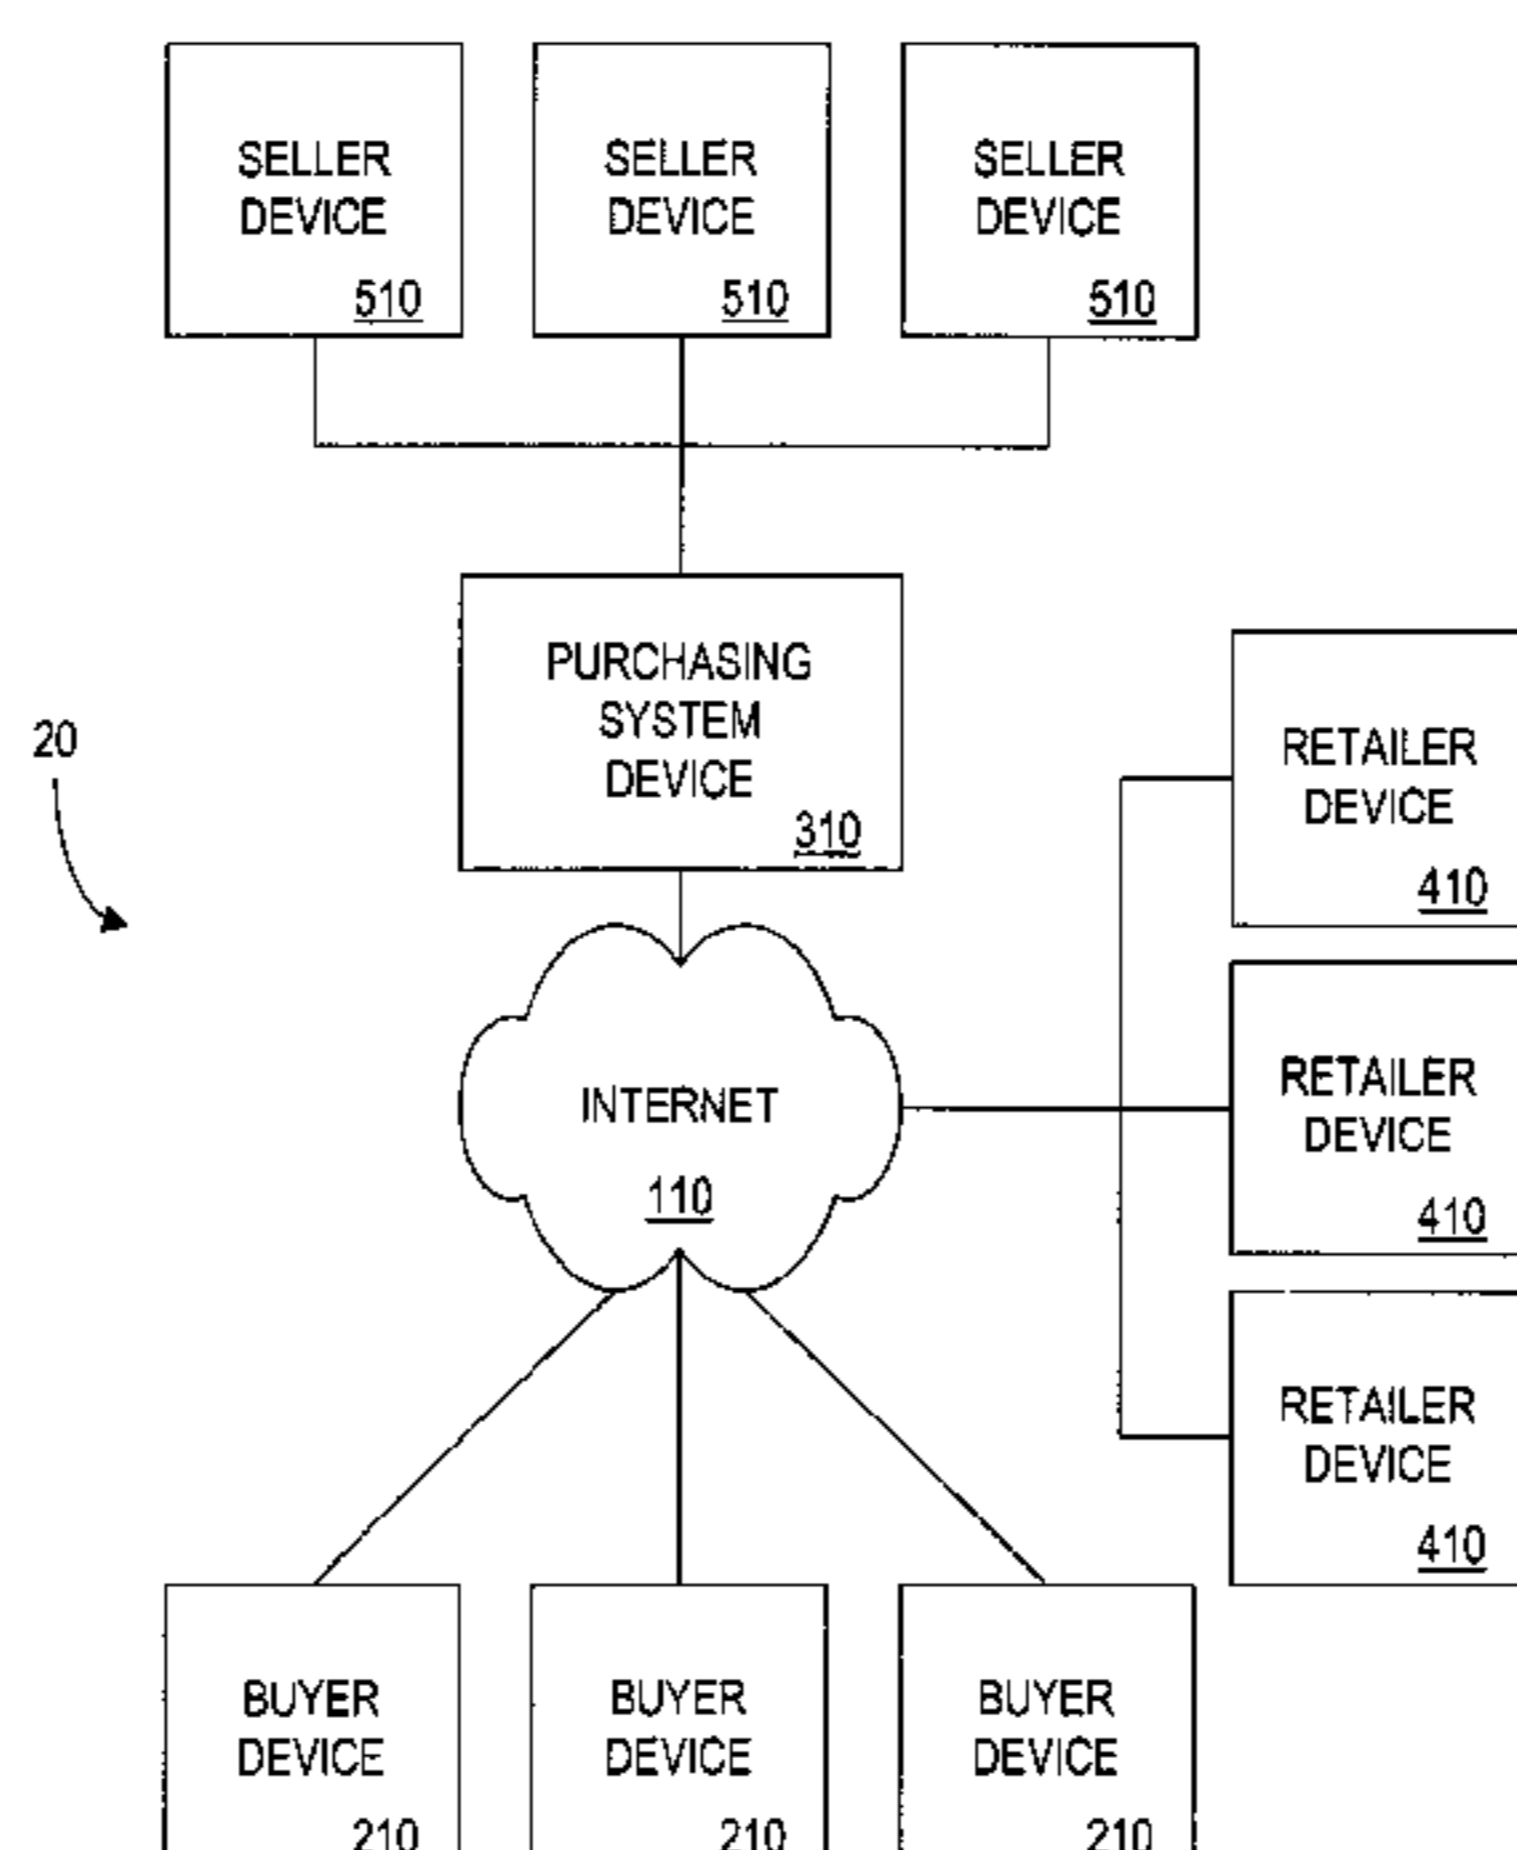 SELLER
DEVICE
510
SELLER
DEVICE
510
SELLER
DEVICE
510
PURCHASING
SYSTEM
DEVICE
310
20
RETAILER
DEVICE
410
INTERNET
110
RETAILER
DEVICE
410
RETAILER
DEVICE
410
BUYER
DEVICE
210
BUYER
DEVICE
210
BUYER
DEVICE
210